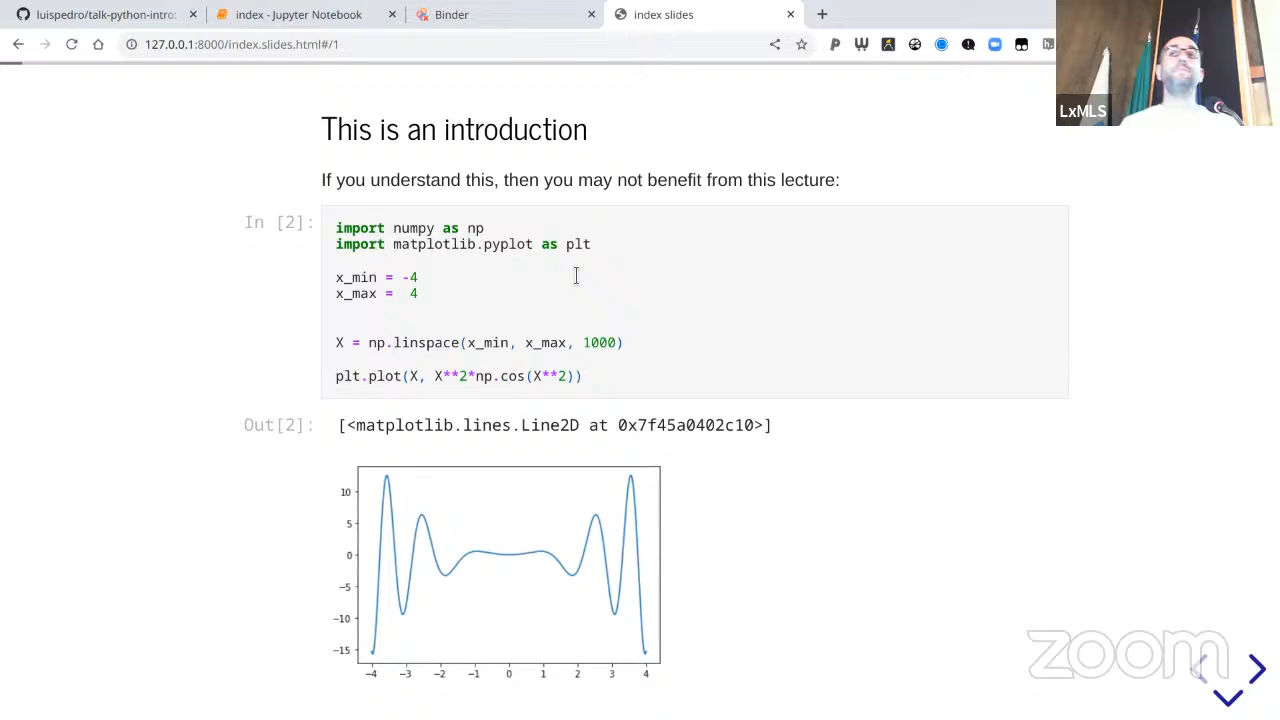 luispedro/talk-python-intro:
index - Jupyter Notebook
Binder
index slides
127.0.0.1:8000/index.slides.html#/1
LxMLS
This is an introduction
If you understand this, then you may not benefit from this lecture:
In [2]:
import numpy as np
import matplotlib.pyplot as plt
x_min = -4
x_max =  4
X = np.linspace(x_min, x_max, 1000)
plt.plot(X, X**2*np.cos(X**2))
Out[2]:
[<matplotlib.lines.Line2D at 0x7f45a0402c10>]
10
5
0
−5
−10
−15
−4 −3 −2 −1 0 1 2 3 4
zoom